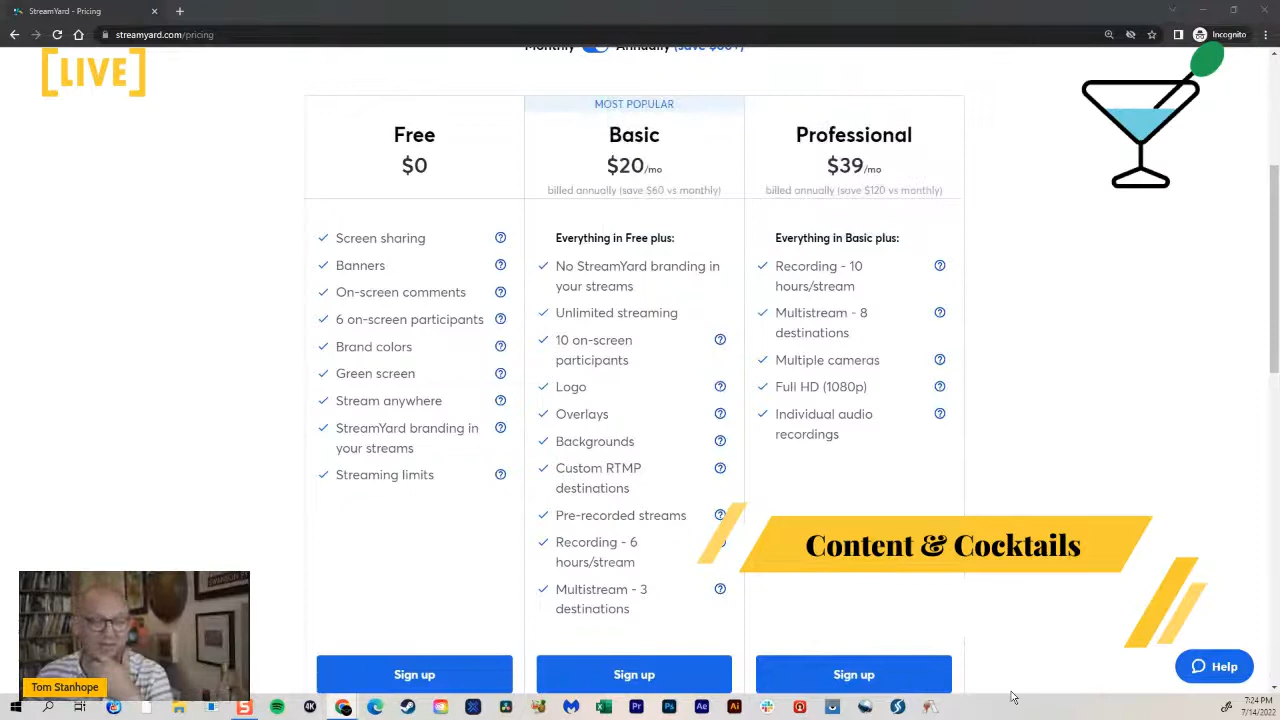 StreamYard - Pricing
streamyard.com/pricing
Incognito
[LIVE]
Monthly
Annually
Free
$0
Screen sharing
Banners
On-screen comments
6 on-screen participants
Brand colors
Green screen
Stream anywhere
StreamYard branding in
your streams
Streaming limits
Sign up
MOST POPULAR
Basic
$20/mo
billed annually (save $60 vs monthly)
Everything in Free plus:
No StreamYard branding in
your streams
Unlimited streaming
10 on-screen
participants
Logo
Overlays
Backgrounds
Custom RTMP
destinations
Pre-recorded streams
Recording - 6
hours/stream
Multistream - 3
destinations
Sign up
Professional
$39/mo
billed annually (save $120 vs monthly)
Everything in Basic plus:
Recording - 10
hours/stream
Multistream - 8
destinations
Multiple cameras
Full HD (1080p)
Individual audio
recordings
Sign up
Content & Cocktails
Tom Stanhope
Help
7:24 PM
7/14/2022